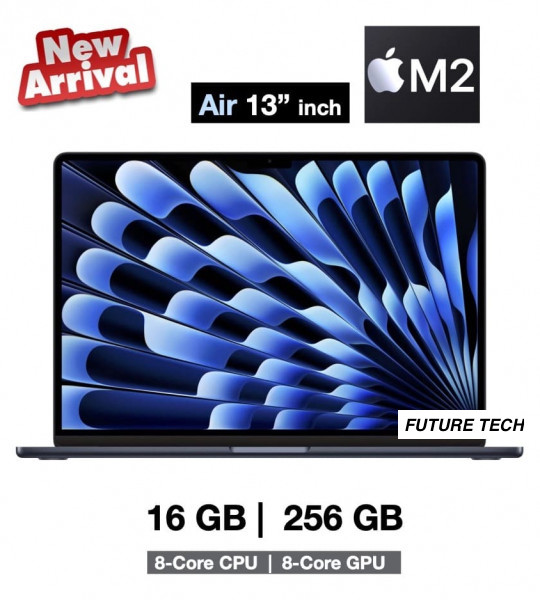 New
Arrival
Air 13” inch
M2
FUTURE TECH
16 GB | 256 GB
8-Core CPU | 8-Core GPU